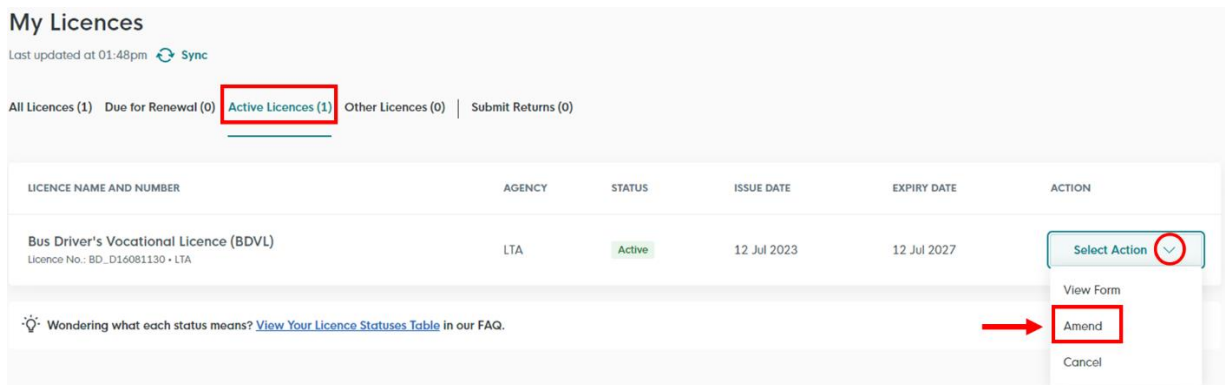 My Licences
Last updated at 01:48pm Sync
All Licences (1) Due for Renewal (0) Active Licences (1) Other Licences (0) | Submit Returns (0)
LICENCE NAME AND NUMBER AGENCY STATUS ISSUE DATE EXPIRY DATE ACTION
Bus Driver's Vocational Licence (BDVL)
Licence No.: BD_D16081130 • LTA
LTA Active 12 Jul 2023 12 Jul 2027 Select Action
View Form
Amend
Cancel
Wondering what each status means? View Your Licence Statuses Table in our FAQ.